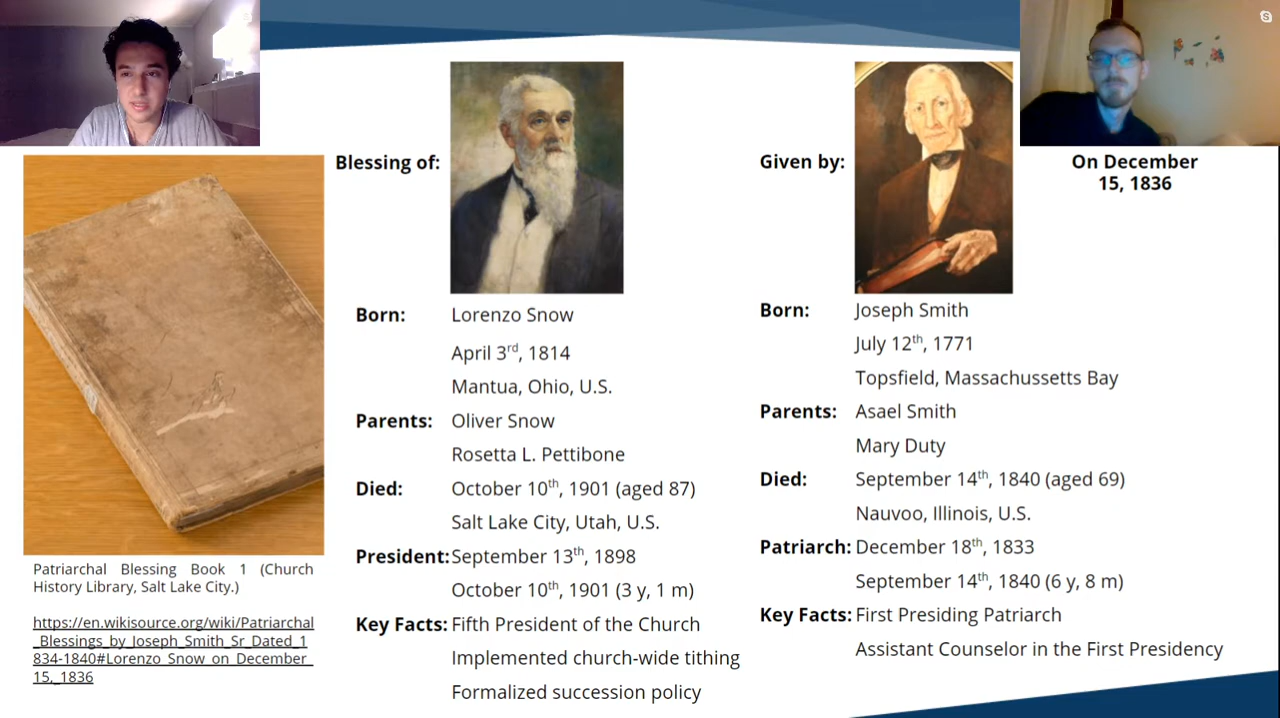 Blessing of:
Given by:
On December
15, 1836
Born: Lorenzo Snow
April 3rd, 1814
Mantua, Ohio, U.S.
Parents: Oliver Snow
Rosetta L. Pettibone
Died: October 10th, 1901 (aged 87)
Salt Lake City, Utah, U.S.
President: September 13th, 1898
October 10th, 1901 (3 y, 1 m)
Key Facts: Fifth President of the Church
Implemented church-wide tithing
Formalized succession policy
Born: Joseph Smith
July 12th, 1771
Topsfield, Massachussetts Bay
Parents: Asael Smith
Mary Duty
Died: September 14th, 1840 (aged 69)
Nauvoo, Illinois, U.S.
Patriarch: December 18th, 1833
September 14th, 1840 (6 y, 8 m)
Key Facts: First Presiding Patriarch
Assistant Counselor in the First Presidency
Patriarchal Blessing Book 1 (Church
History Library, Salt Lake City.)
https://en.wikisource.org/wiki/Patriarchal
_Blessings_by_Joseph_Smith_Sr_Dated_1
834-1840#Lorenzo_Snow_on_December_
15,_1836